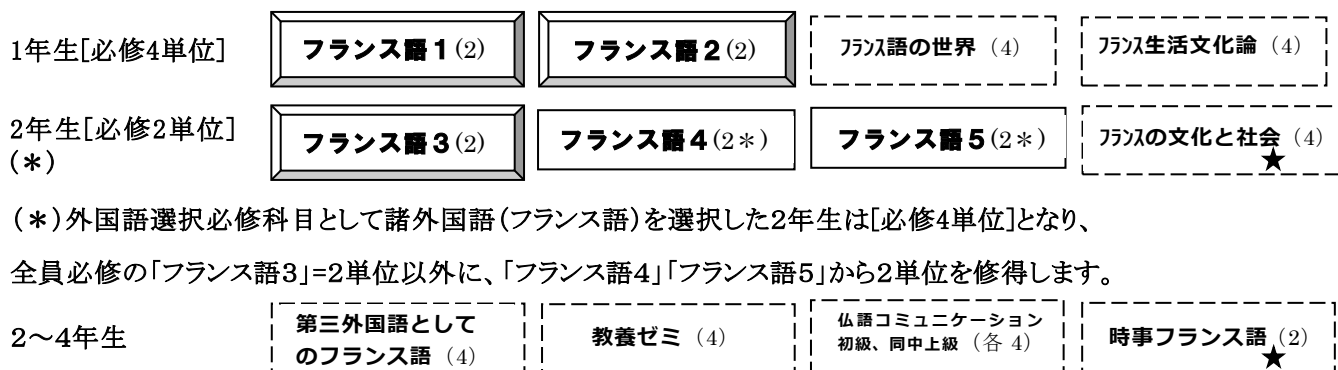 1年生[必修4単位] フランス語1(2) フランス語2(2) フランス語の世界（4） フランス生活文化論（4）
2年生[必修2単位] フランス語3(2) フランス語4(2＊) フランス語5(2＊) フランスの文化と社会（4）
(＊) ★
(＊)外国語選択必修科目として諸外国語(フランス語)を選択した2年生は[必修4単位]となり、
全員必修の「フランス語3」=2単位以外に、「フランス語4」「フランス語5」から2単位を修得します。
2～4年生 第三外国語として
のフランス語（4） 教養ゼミ（4） 仏語コミュニケーション
初級、同中上級（各 4） 時事フランス語（2）
★